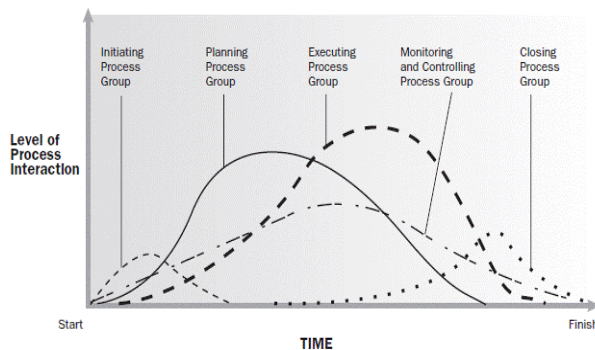 Initiating
Process
Group
Planning
Process
Group
Executing
Process
Group
Monitoring
and Controlling
Process Group
Closing
Process
Group
Level of
Process
Interaction
Start
Finish
TIME